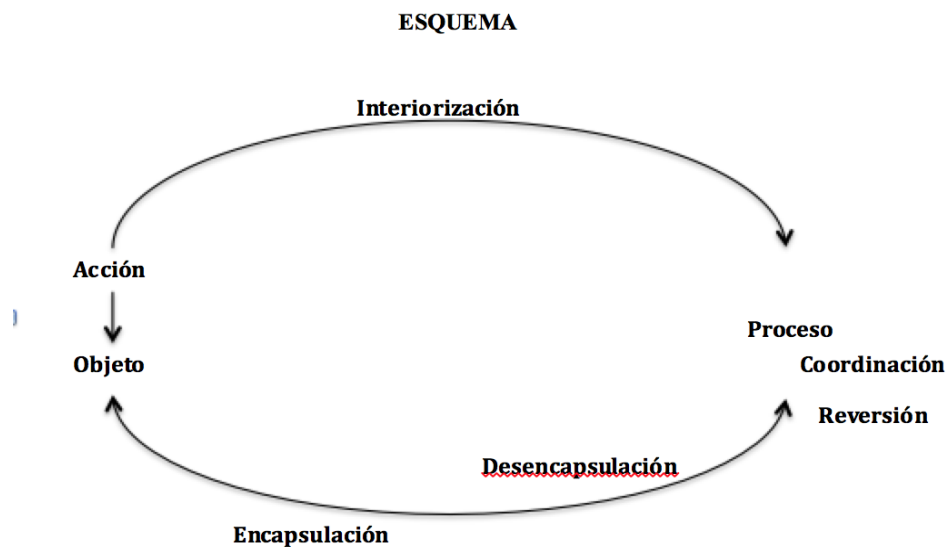 ESQUEMA
Interiorización
Acción
Objeto
Proceso
Coordinación
Reversión
Desencapsulación
Encapsulación